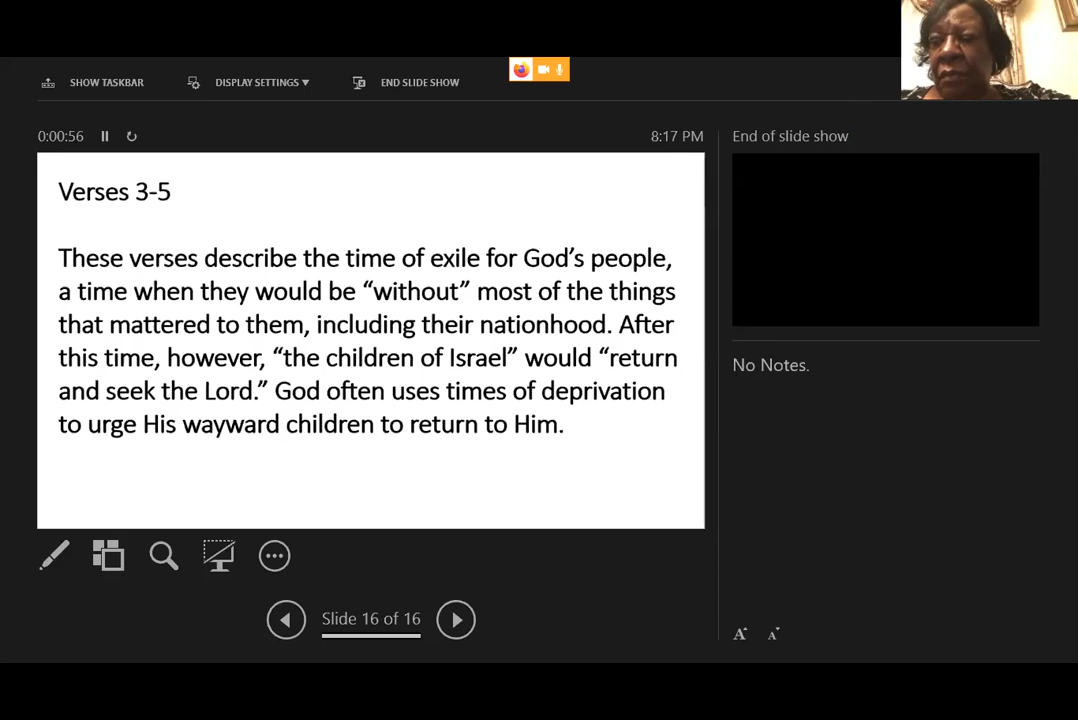 SHOW TASKBAR DISPLAY SETTINGS ▼ END SLIDE SHOW
0:00:56 8:17 PM
Verses 3-5
These verses describe the time of exile for God’s people,
a time when they would be “without” most of the things
that mattered to them, including their nationhood. After
this time, however, “the children of Israel” would “return
and seek the Lord.” God often uses times of deprivation
to urge His wayward children to return to Him.
Slide 16 of 16
End of slide show
No Notes.
A A